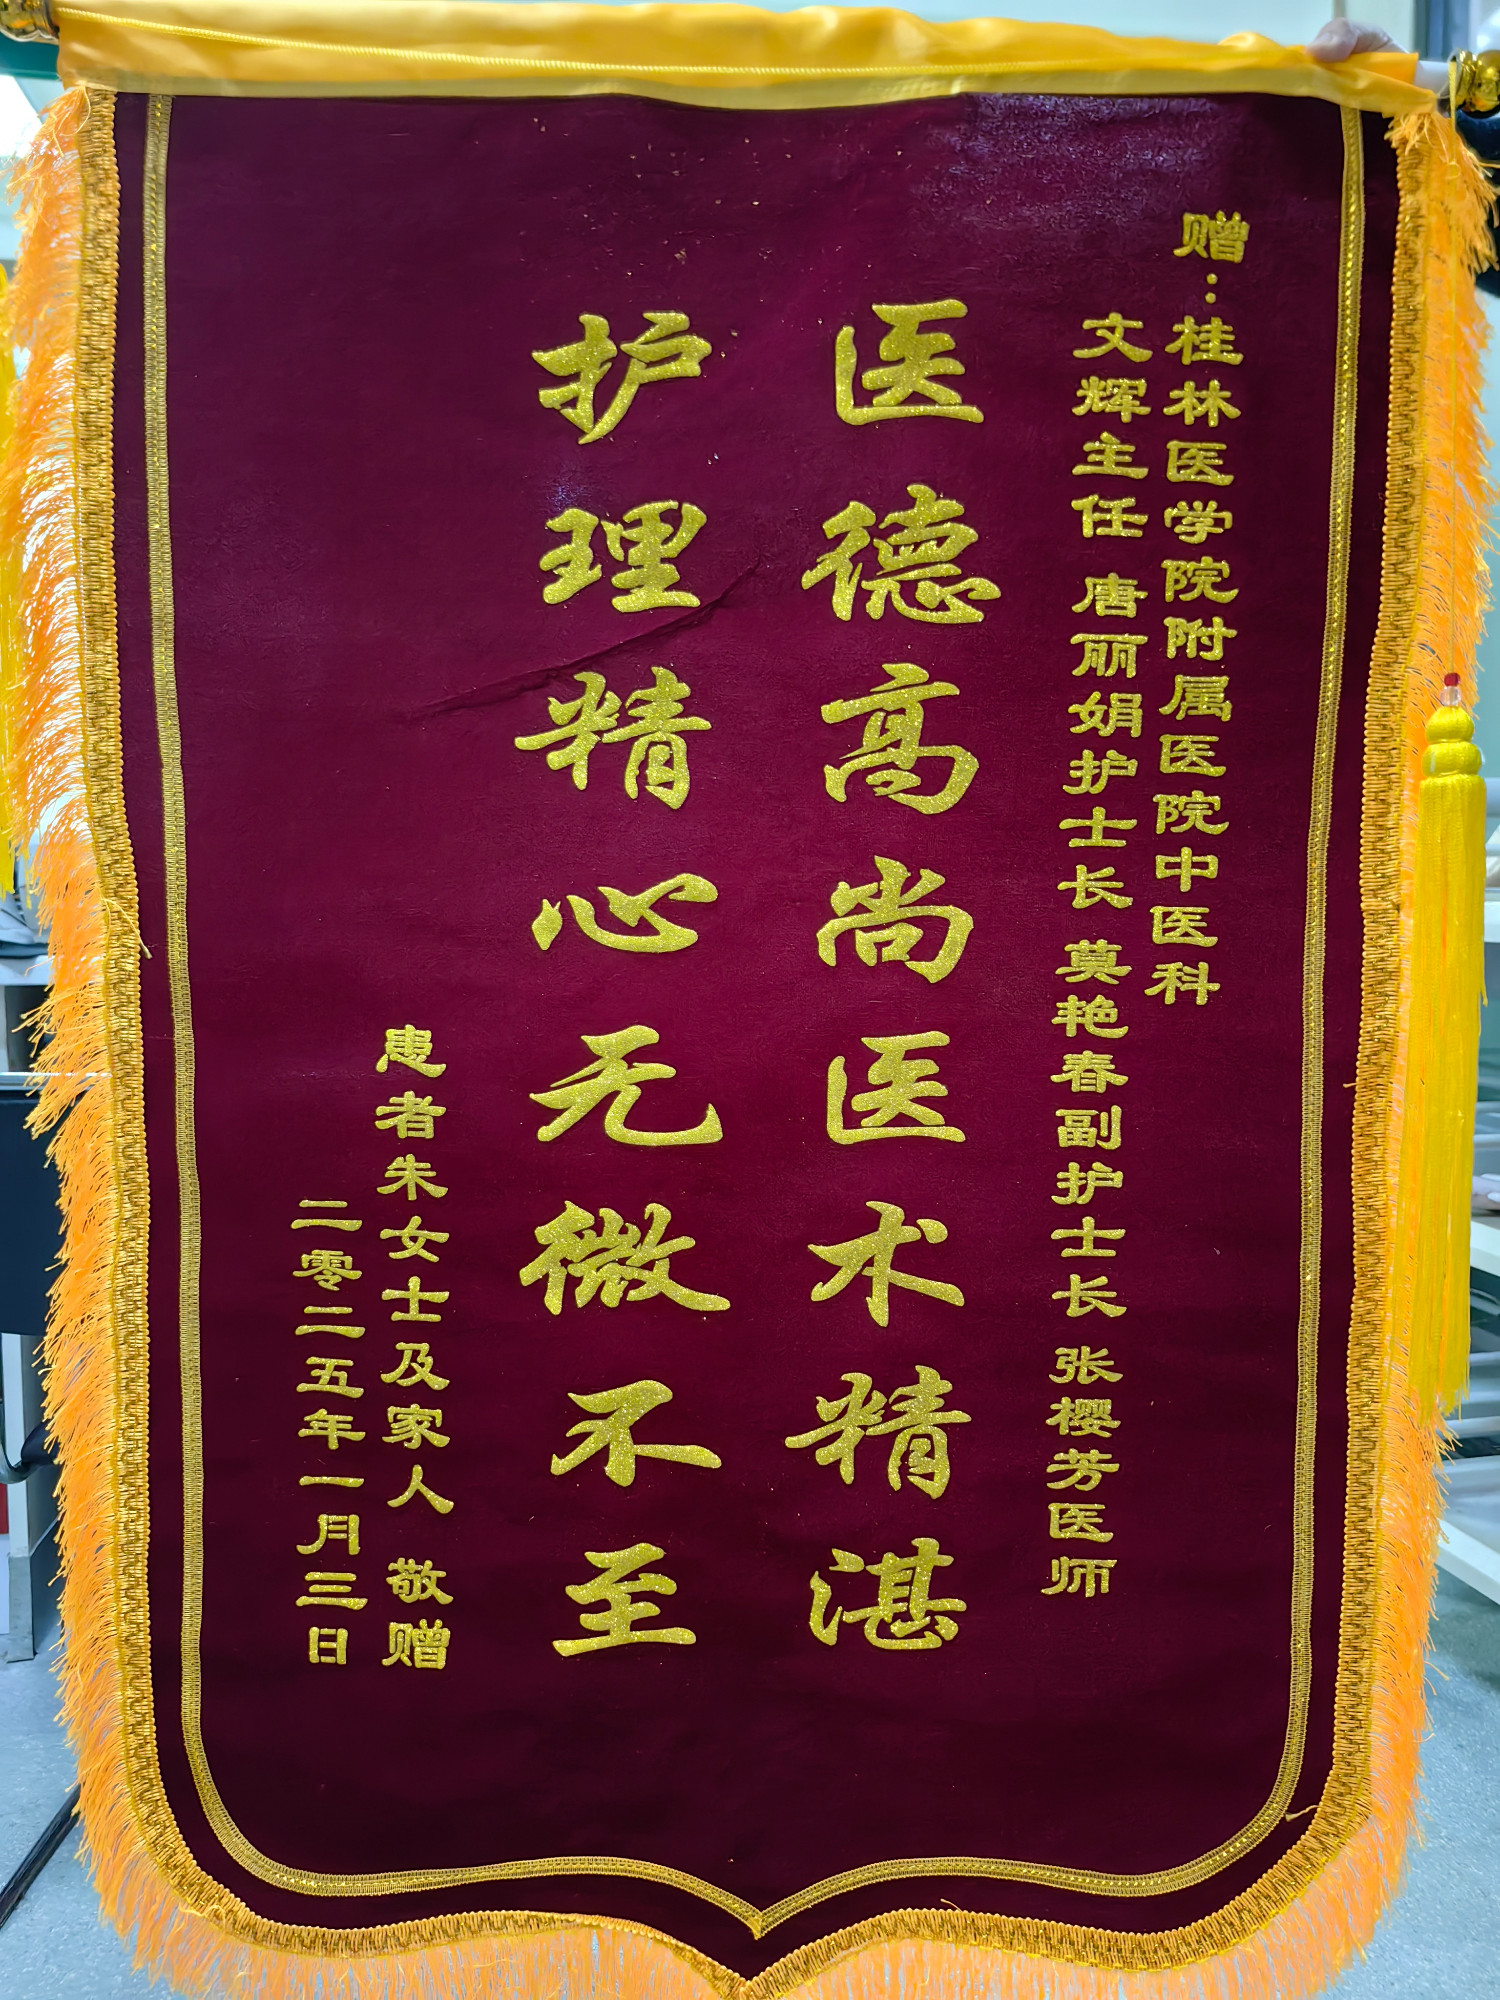 赠：桂林医学院附属医院中医科
文辉主任 唐丽娟护士长 莫艳春副护士长 张樱芳医师
医德高尚医术精湛
护理精心无微不至
患者朱女士及家人 敬赠
二零二五年一月三日